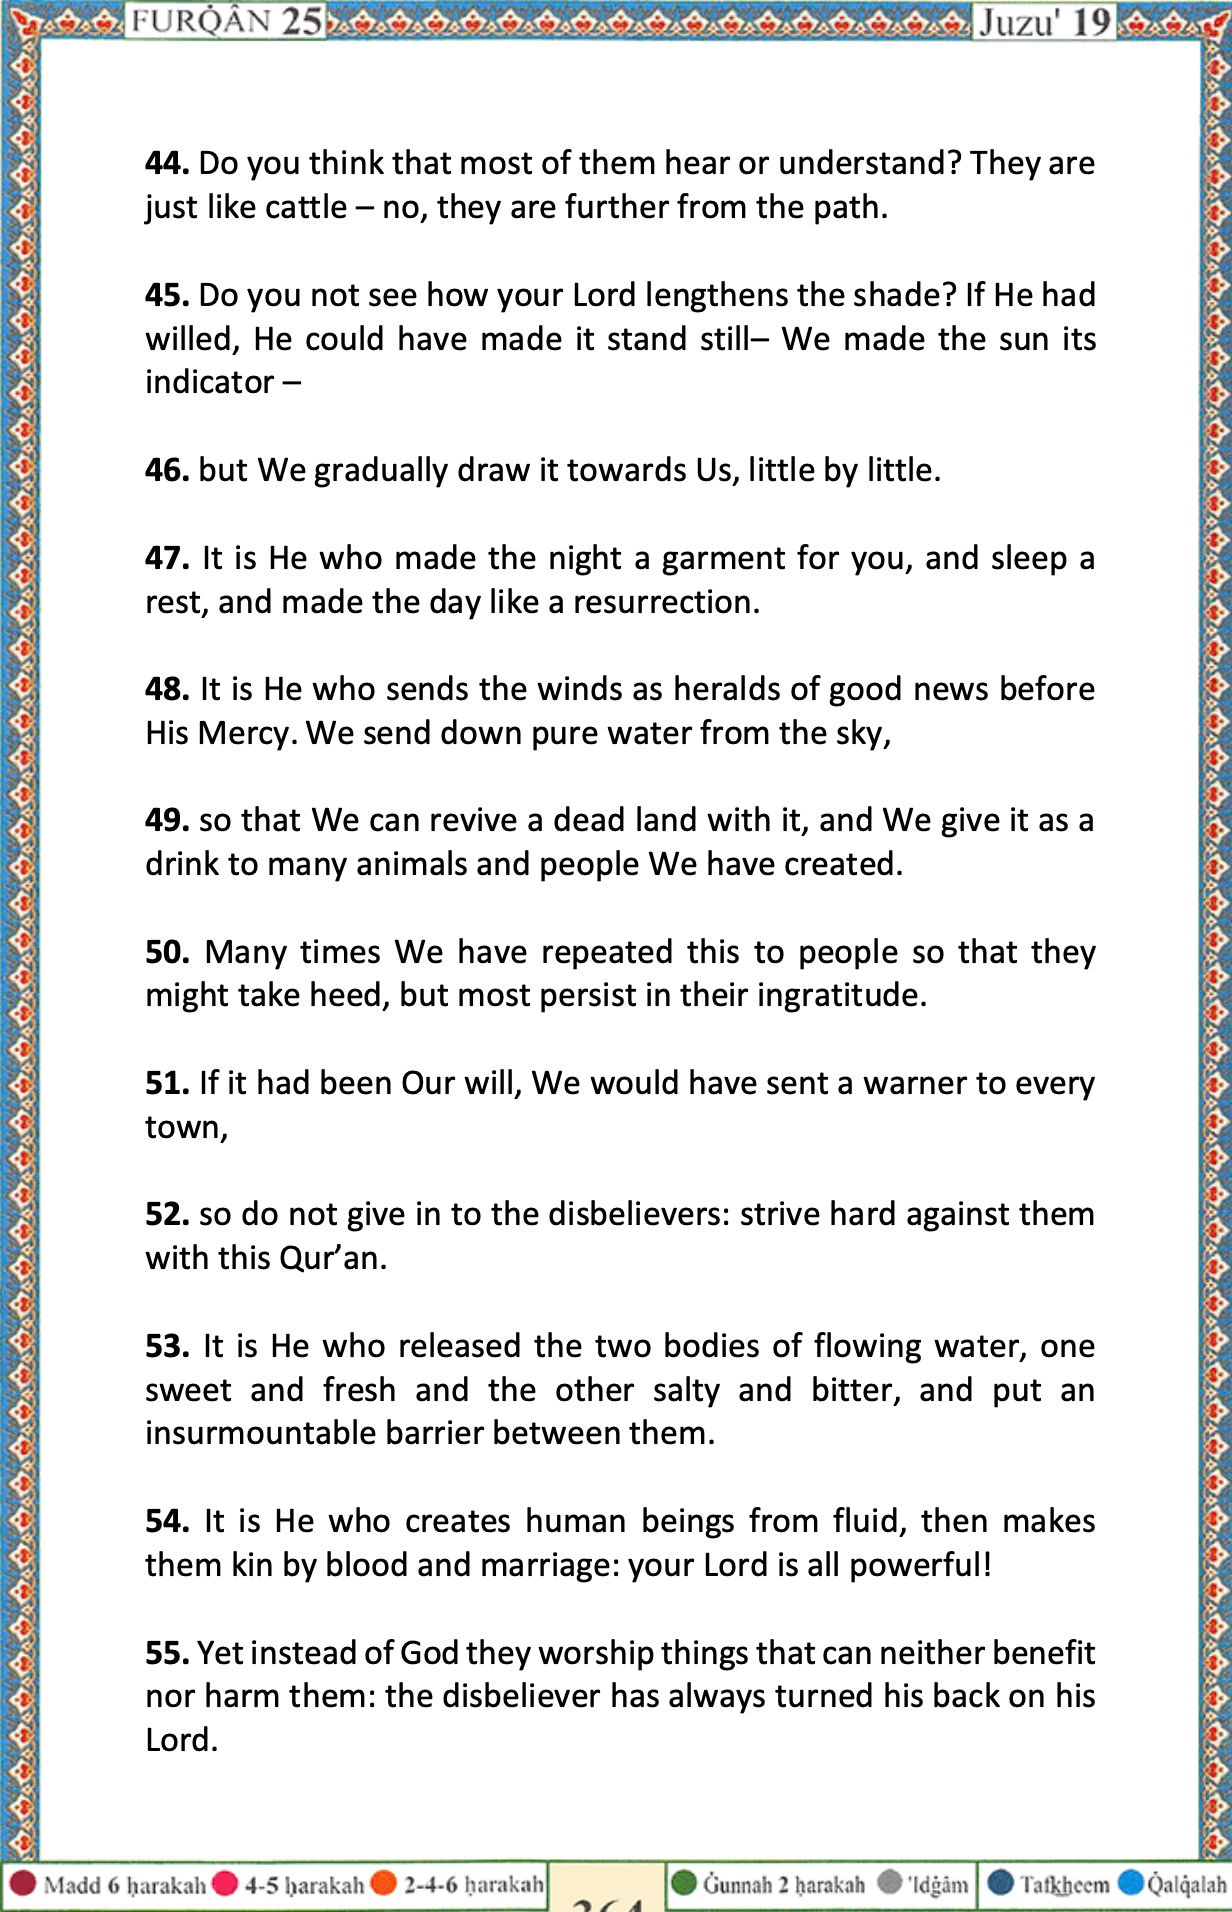 FURQ̇ÂN 25
Juzu' 19
44. Do you think that most of them hear or understand? They are
just like cattle – no, they are further from the path.
45. Do you not see how your Lord lengthens the shade? If He had
willed, He could have made it stand still– We made the sun its
indicator –
46. but We gradually draw it towards Us, little by little.
47. It is He who made the night a garment for you, and sleep a
rest, and made the day like a resurrection.
48. It is He who sends the winds as heralds of good news before
His Mercy. We send down pure water from the sky,
49. so that We can revive a dead land with it, and We give it as a
drink to many animals and people We have created.
50. Many times We have repeated this to people so that they
might take heed, but most persist in their ingratitude.
51. If it had been Our will, We would have sent a warner to every
town,
52. so do not give in to the disbelievers: strive hard against them
with this Qur’an.
53. It is He who released the two bodies of flowing water, one
sweet and fresh and the other salty and bitter, and put an
insurmountable barrier between them.
54. It is He who creates human beings from fluid, then makes
them kin by blood and marriage: your Lord is all powerful!
55. Yet instead of God they worship things that can neither benefit
nor harm them: the disbeliever has always turned his back on his
Lord.
Madd 6 ḥarakah 4-5 ḥarakah 2-4-6 ḥarakah
364
Ġunnah 2 ḥarakah 'Idġâm Tafkheem Q̇alq̇alah